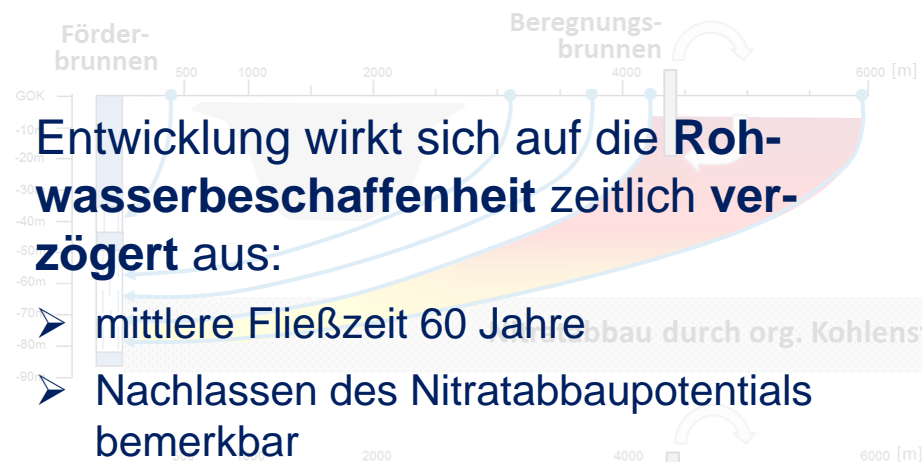 Förder-
brunnen
Beregnungs-
brunnen
500 1000 2000 4000 6000 [m]
GOK
-10m
-20m
-30m
-40m
-50m
-60m
-70m
-80m
-90m
Entwicklung wirkt sich auf die Roh-
wasserbeschaffenheit zeitlich ver-
zögert aus:
➢ mittlere Fließzeit 60 Jahre
Nitratabbau durch org. Kohlens
➢ Nachlassen des Nitratabbaupotentials
bemerkbar
2000 4000 6000 [m]